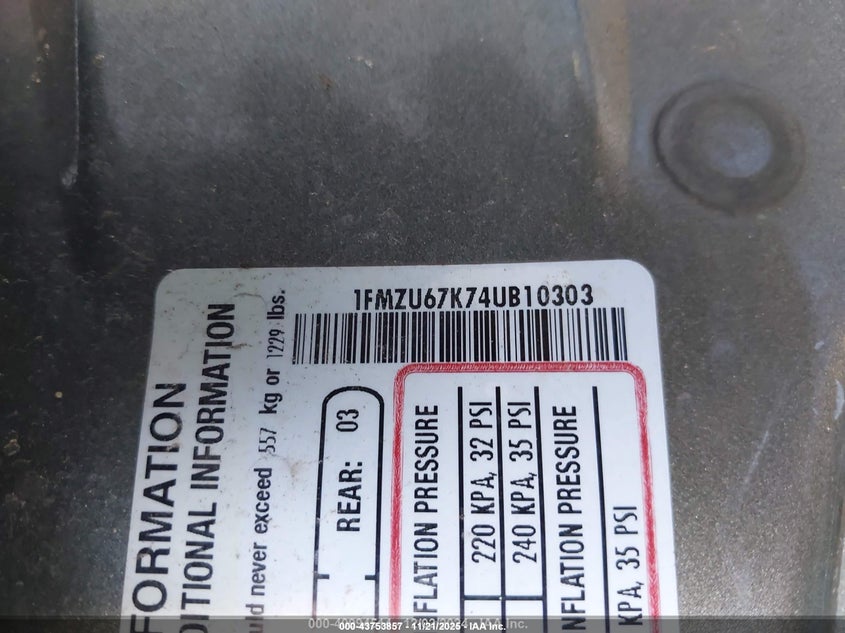 1FMZU67K74UB10303
FORMATION
DITIONAL INFORMATION
uld never exceed 557 kg or 1229 lbs.
REAR: 03
FLATION PRESSURE
220 KPA, 32 PSI
240 KPA, 35 PSI
NFLATION PRESSURE
KPA, 35 PSI
000-43753857 - 11/21/2025 - IAA Inc.